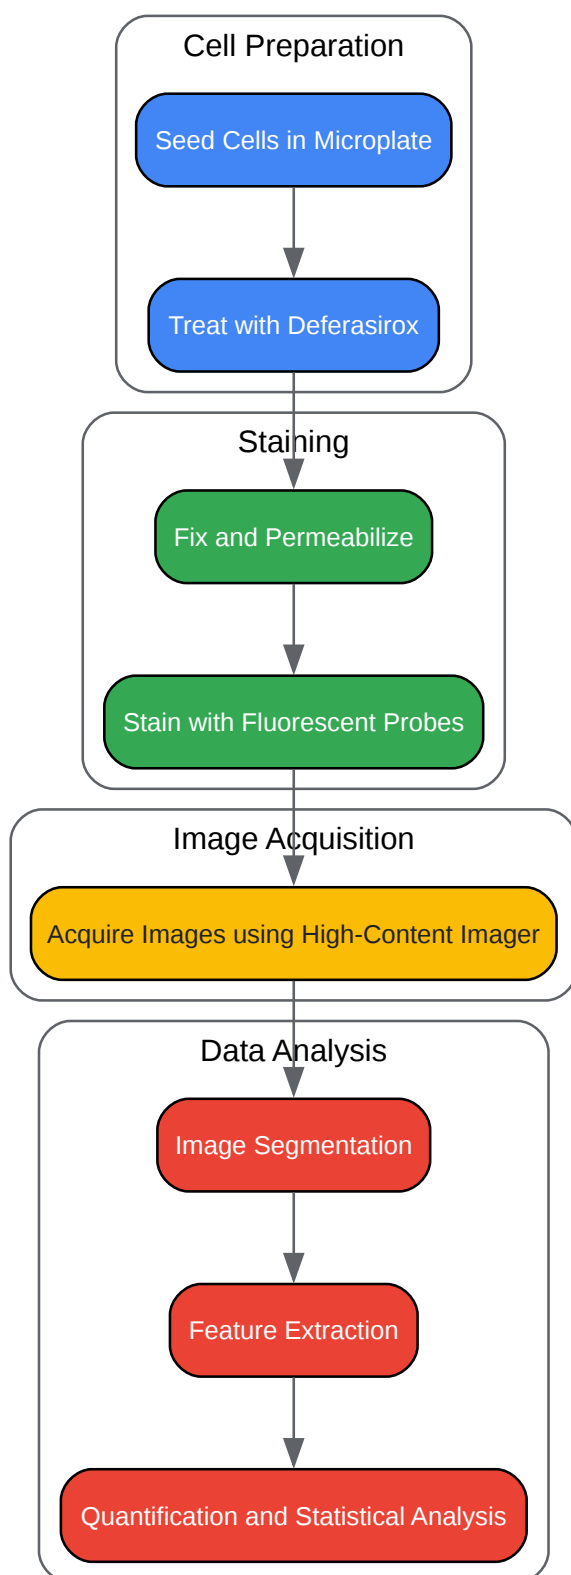 Cell Preparation
Seed Cells in Microplate
Treat with Deferasirox
Staining
Fix and Permeabilize
Stain with Fluorescent Probes
Image Acquisition
Acquire Images using High-Content Imager
Data Analysis
Image Segmentation
Feature Extraction
Quantification and Statistical Analysis